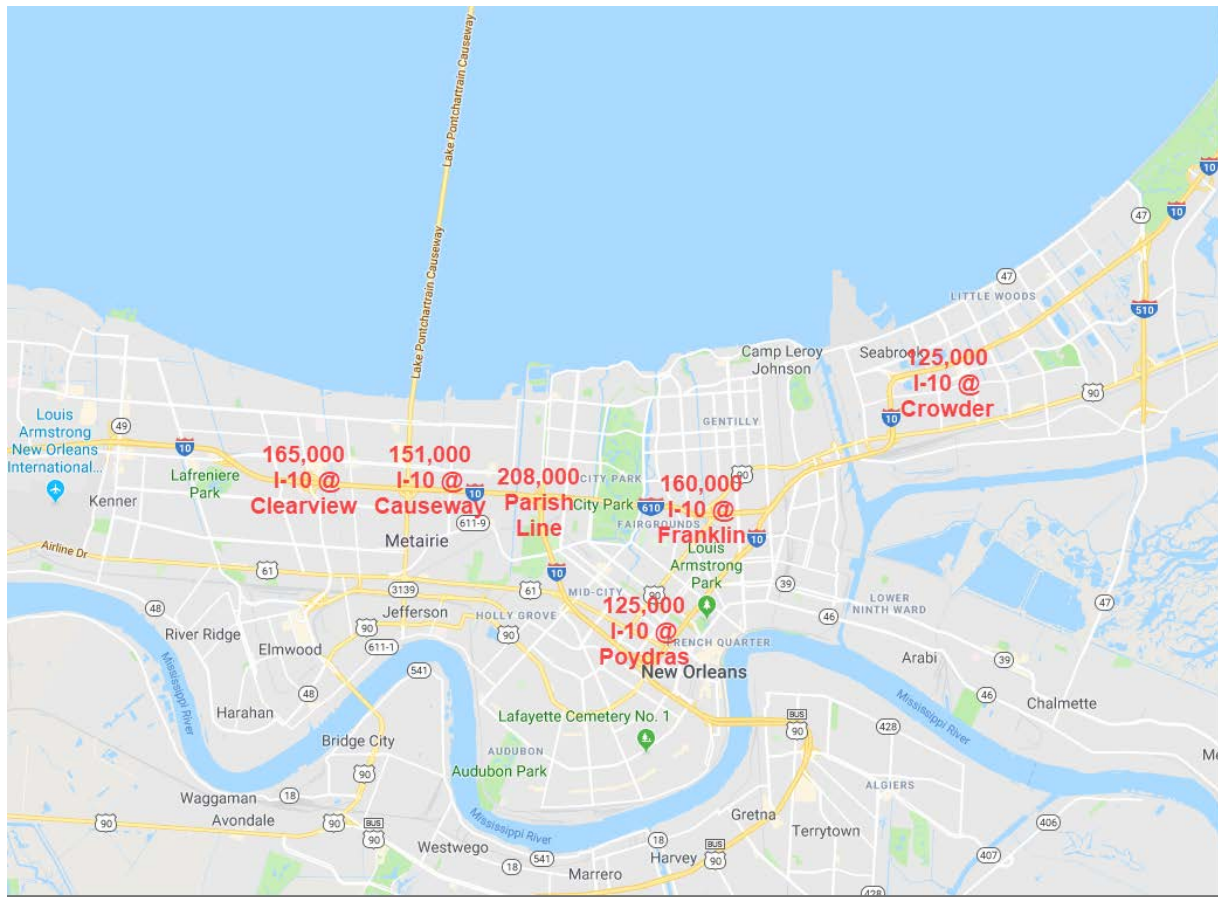 Lake Pontchartrain Causeway
10
10
47
47
LITTLE WOODS
510
Lake Pontchartrain Causeway
Camp Leroy
Johnson
Seabrook
125,000
I-10 @
Crowder
90
Louis
Armstrong
New Orleans
International...
49
10
GENTILLY
10
Kenner
Lafreniere
Park
165,000
I-10 @
Clearview
151,000
I-10 @
Causeway
10
208,000
Parish
Line
CITY PARK
City Park
610
160,000
I-10 @
Franklin
90
FAIRGROUNDS
611-9
Metairie
10
Louis
Armstrong
Park
Airline Dr
61
3139
61
10
MID-CITY
90
39
LOWER
NINTH WARD
47
48
River Ridge
Jefferson
HOLLY GROVE
90
125,000
I-10 @
Poydras
46
FRENCH QUARTER
90
611-1
Elmwood
541
New Orleans
Arabi
39
Mississippi River
48
Harahan
46
Chalmette
Mississippi River
Lafayette Cemetery No. 1
BUS
90
428
Bridge City
AUDUBON
Audubon Park
Me
90
ALGIERS
Waggaman
18
Avondale
90
90
BUS
90
Mississippi River
Gretna
Terrytown
406
Westwego
18
541
18
Harvey
BUS
90
407
Marrero
428